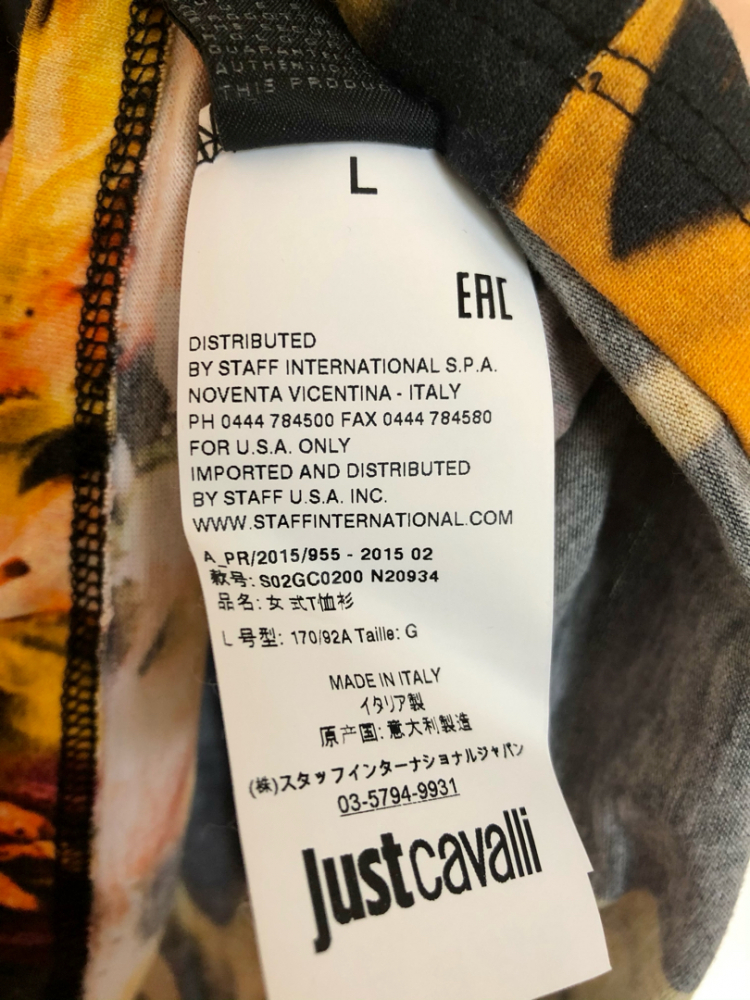 GUARANT
AUTHENTI
THIS PRODU
L
EAC
DISTRIBUTED
BY STAFF INTERNATIONAL S.P.A.
NOVENTA VICENTINA - ITALY
PH 0444 784500 FAX 0444 784580
FOR U.S.A. ONLY
IMPORTED AND DISTRIBUTED
BY STAFF U.S.A. INC.
WWW.STAFFINTERNATIONAL.COM
A_PR/2015/955 - 2015 02
款号: S02GC0200 N20934
品名: 女式T恤衫
L 号型: 170/92A Taille: G
MADE IN ITALY
イタリア製
原产国: 意大利製造
(株)スタッフインターナショナルジャパン
03-5794-9931
justcavalli